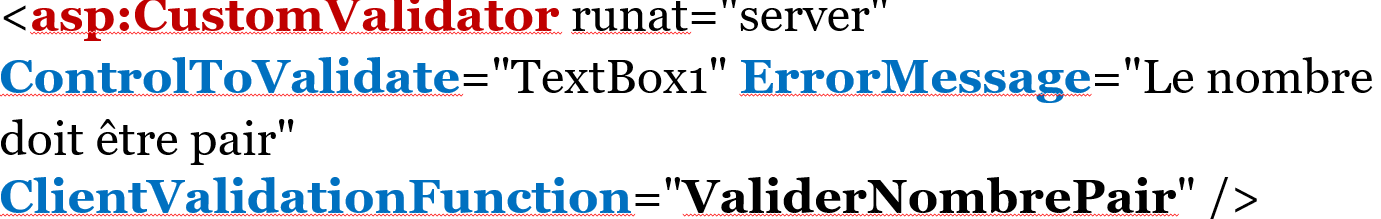 <asp:CustomValidator runat="server"
ControlToValidate="TextBox1" ErrorMessage="Le nombre
doit être pair"
ClientValidationFunction="ValiderNombrePair" />